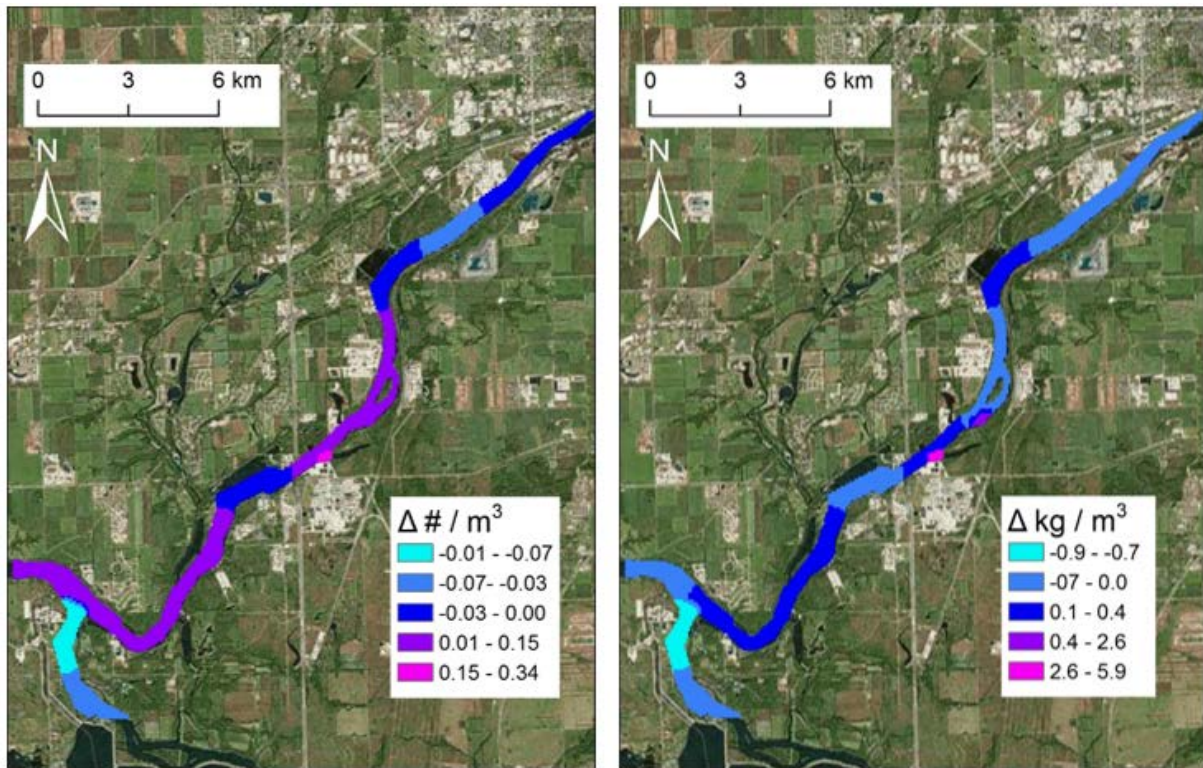 0 3 6 km
N
Δ # / m³
-0.01 - -0.07
-0.07- -0.03
-0.03 - 0.00
0.01 - 0.15
0.15 - 0.34
0 3 6 km
N
Δ kg / m³
-0.9 - -0.7
-07 - 0.0
0.1 - 0.4
0.4 - 2.6
2.6 - 5.9